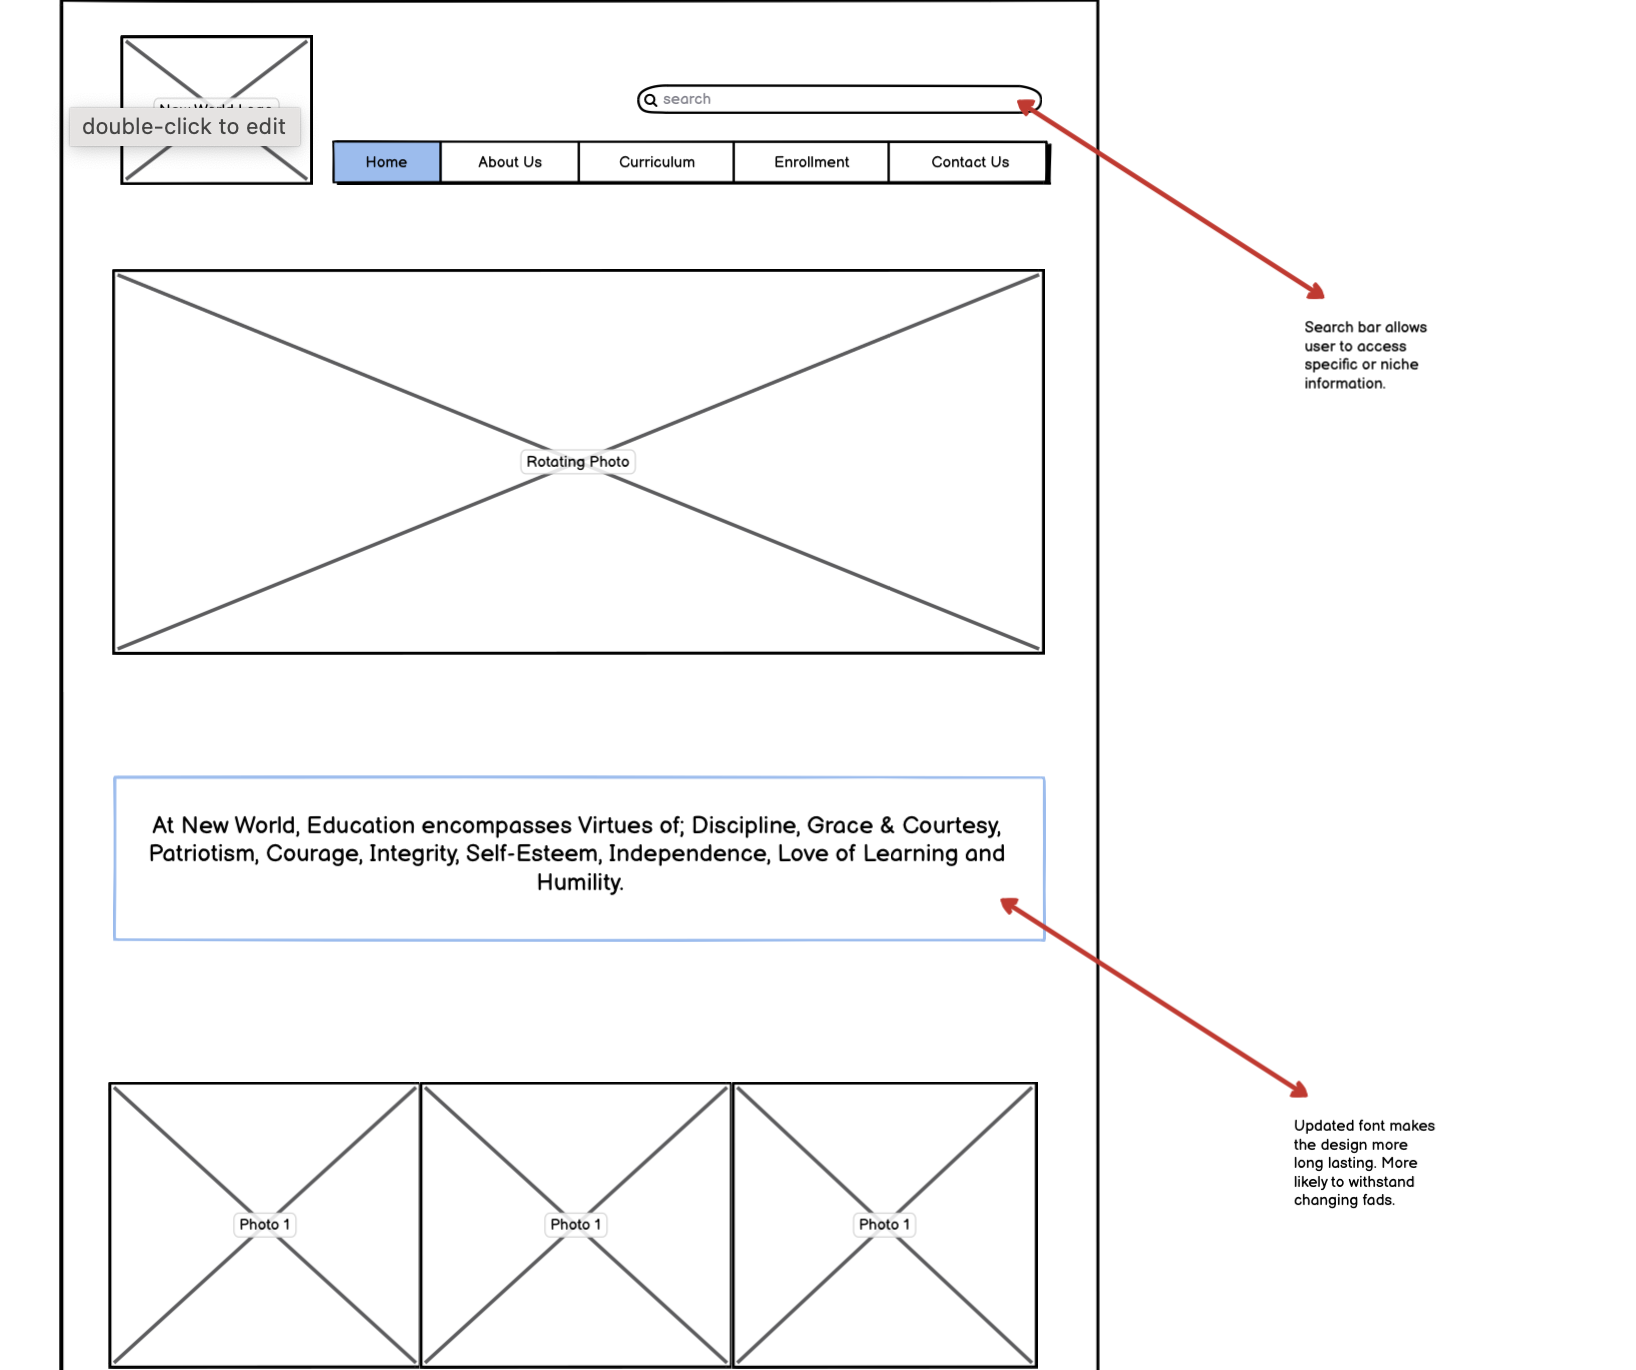 New World Logo
double-click to edit
search
Home
About Us
Curriculum
Enrollment
Contact Us
Search bar allows
user to access
specific or niche
information.
Rotating Photo
At New World, Education encompasses Virtues of; Discipline, Grace & Courtesy,
Patriotism, Courage, Integrity, Self-Esteem, Independence, Love of Learning and
Humility.
Updated font makes
the design more
long lasting. More
likely to withstand
changing fads.
Photo 1
Photo 1
Photo 1